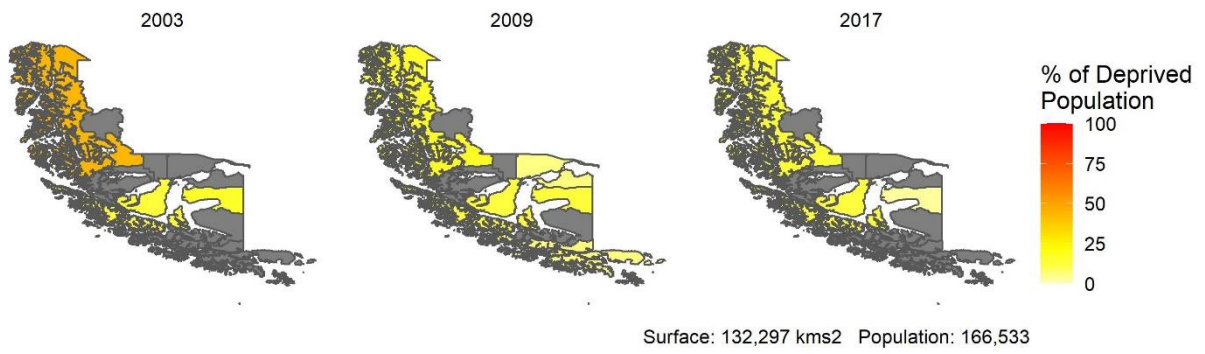 2003
2009
2017
% of Deprived
Population
100
75
50
25
0
Surface: 132,297 kms2   Population: 166,533